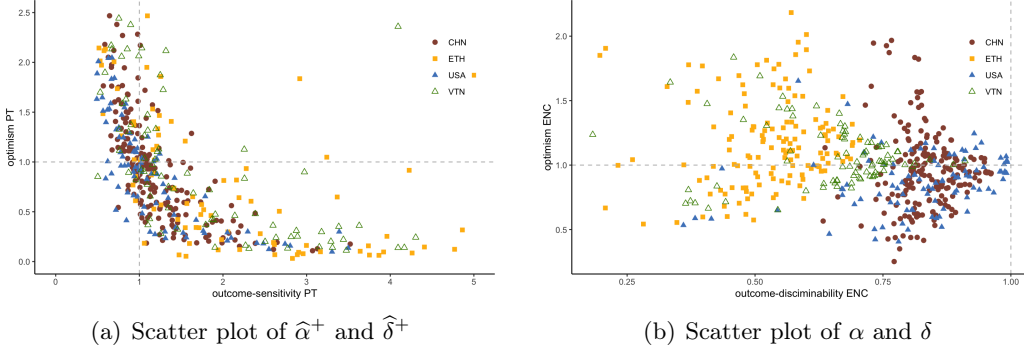 2.5
2.0
1.5
1.0
0.5
0.0
optimism PT
CHN
ETH
USA
VTN
0 1 2 3 4 5
outcome-sensitivity PT
(a) Scatter plot of α̂⁺ and δ̂⁺
2.0
1.5
1.0
0.5
optimism ENC
CHN
ETH
USA
VTN
0.25 0.50 0.75 1.00
outcome-disciminability ENC
(b) Scatter plot of α and δ